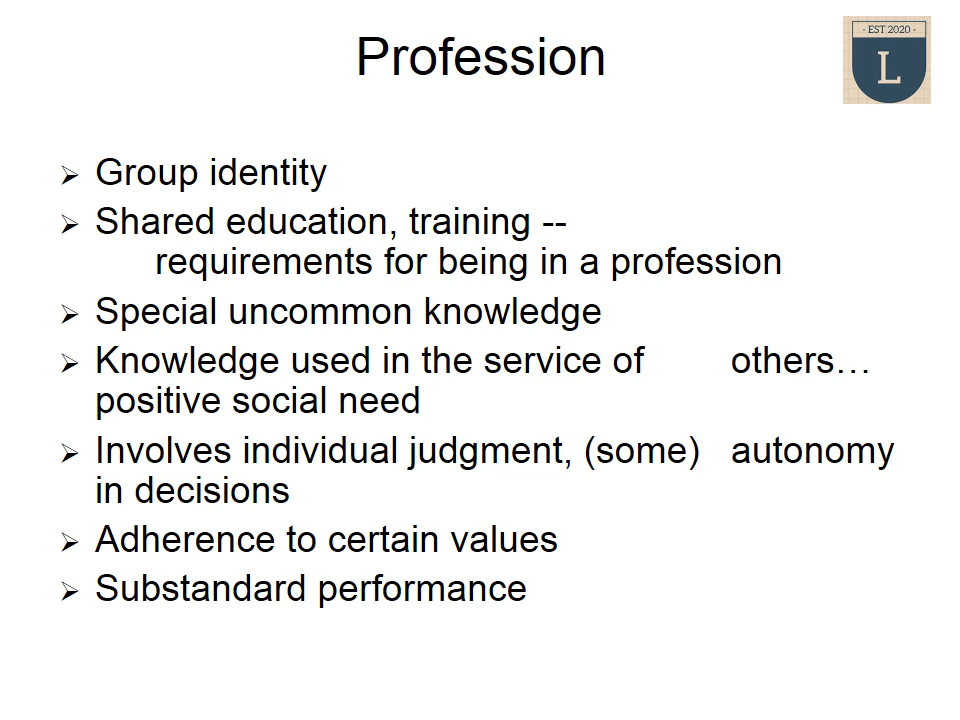 Profession
- EST 2020 -
L
Group identity
Shared education, training --
requirements for being in a profession
Special uncommon knowledge
Knowledge used in the service of others…
positive social need
Involves individual judgment, (some) autonomy
in decisions
Adherence to certain values
Substandard performance